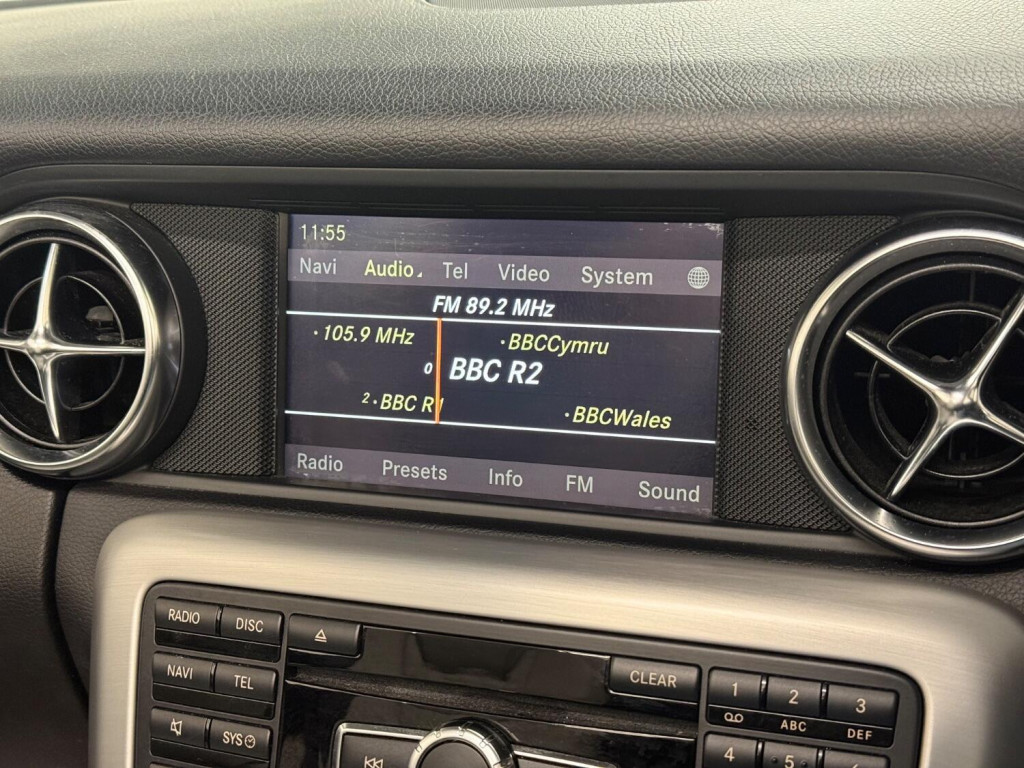 11:55
Navi Audio Tel Video System
FM 89.2 MHz
105.9 MHz BBCCymru
0 BBC R2
2 BBC R1 BBCWales
Radio Presets Info FM Sound
RADIO DISC
CLEAR 1 2 3
ABC DEF
NAVI TEL
SYS
4 5